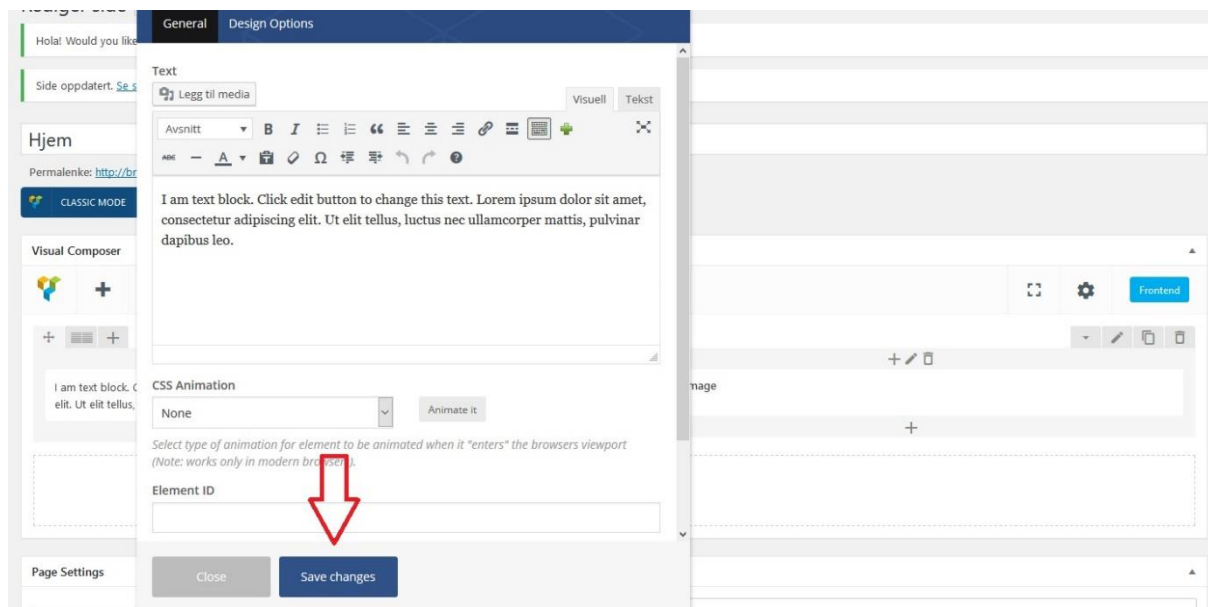 General Design Options
Hola! Would you like
Side oppdatert. Se s
Text
Legg til media
Visuell Tekst
Hjem
Avsnitt B I
ABE A Ω
Permalenke: http://br
CLASSIC MODE
I am text block. Click edit button to change this text. Lorem ipsum dolor sit amet,
consectetur adipiscing elit. Ut elit tellus, luctus nec ullamcorper mattis, pulvinar
dapibus leo.
Visual Composer
Frontend
I am text block. C
elit. Ut elit tellus,
mage
CSS Animation
None
Animate it
Select type of animation for element to be animated when it "enters" the browsers viewport
(Note: works only in modern browsers).
Element ID
Page Settings
Close
Save changes